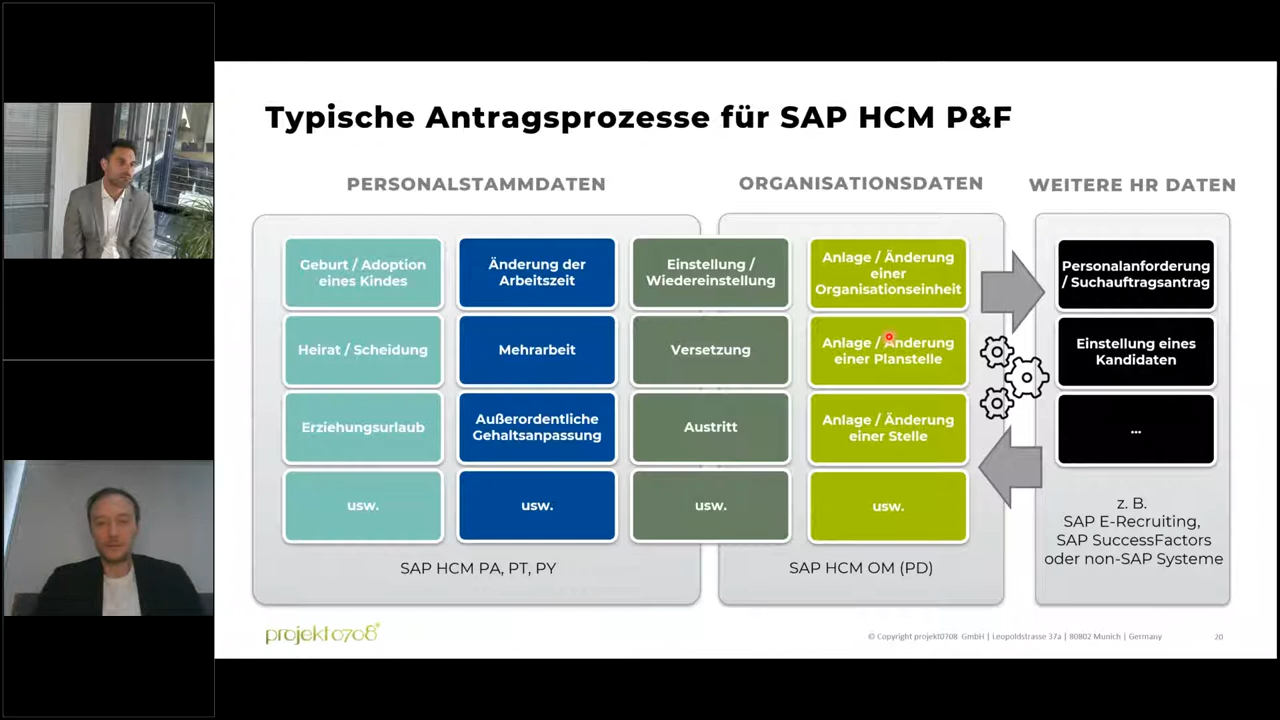 Typische Antragsprozesse für SAP HCM P&F
PERSONALSTAMMDATEN
ORGANISATIONSDATEN
WEITERE HR DATEN
Geburt / Adoption
eines Kindes
Heirat / Scheidung
Erziehungsurlaub
usw.
Änderung der
Arbeitszeit
Mehrarbeit
Außerordentliche
Gehaltsanpassung
usw.
Einstellung /
Wiedereinstellung
Versetzung
Austritt
usw.
SAP HCM PA, PT, PY
Anlage / Änderung
einer
Organisationseinheit
Anlage / Änderung
einer Planstelle
Anlage / Änderung
einer Stelle
usw.
SAP HCM OM (PD)
Personalanforderung
/ Suchauftragsantrag
Einstellung eines
Kandidaten
...
z. B.
SAP E-Recruiting,
SAP SuccessFactors
oder non-SAP Systeme
projekt0708
© Copyright projekt0708 GmbH | Leopoldstrasse 37a | 80802 Munich | Germany
20